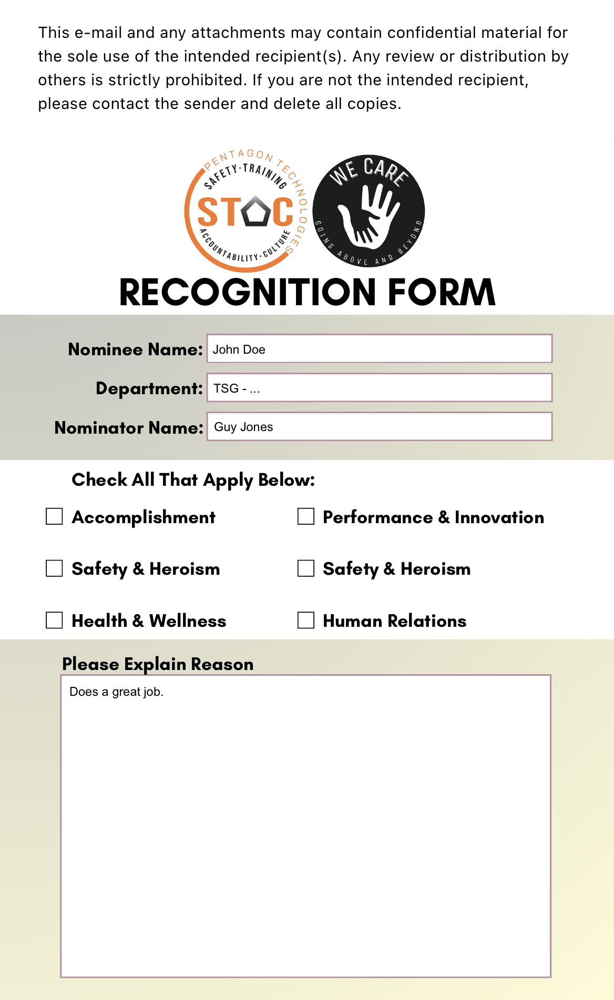 This e-mail and any attachments may contain confidential material for
the sole use of the intended recipient(s). Any review or distribution by
others is strictly prohibited. If you are not the intended recipient,
please contact the sender and delete all copies.
PENTAGON TECHNOLOGIES
SAFETY·TRAINING
STAC
ACCOUNTABILITY·CULTURE
WE CARE
GOING ABOVE AND BEYOND
RECOGNITION FORM
Nominee Name: John Doe
Department: TSG - ...
Nominator Name: Guy Jones
Check All That Apply Below:
Accomplishment Performance & Innovation
Safety & Heroism Safety & Heroism
Health & Wellness Human Relations
Please Explain Reason
Does a great job.